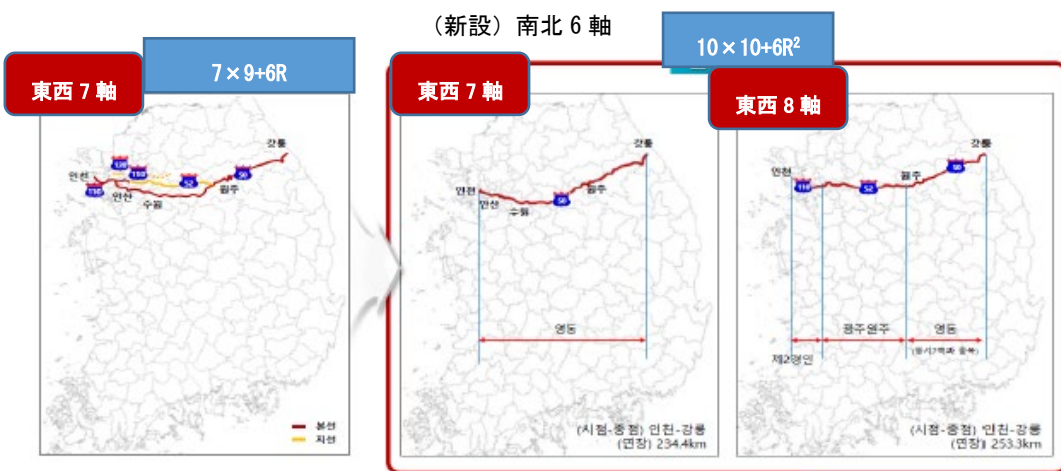 （新設）南北 6 軸
東西 7 軸
7×9+6R
東西 7 軸
10×10+6R²
東西 8 軸
강릉
인천
120
110
50
52
원주
안산
수원
본선
지선
강릉
인천
안산
수원
원주
50
영동
(시점-종점) 인천-강릉
(연장) 234.4km
강릉
인천
원주
110
52
50
광주원주
영동
제2경인
(시점-종점) 인천-강릉
(연장) 253.3km